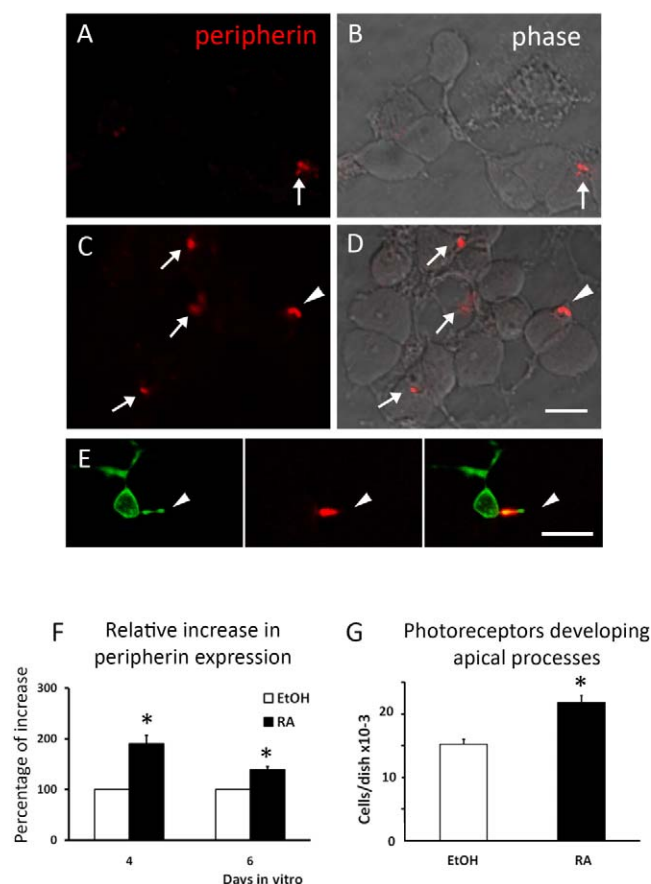 A peripherin
B phase
C
D
E
F Relative increase in
peripherin expression
Percentage of increase
300
200
100
0
*
*
EtOH
RA
4
6
Days in vitro
G Photoreceptors developing
apical processes
Cells/dish x10-3
20
15
10
0
*
EtOH
RA